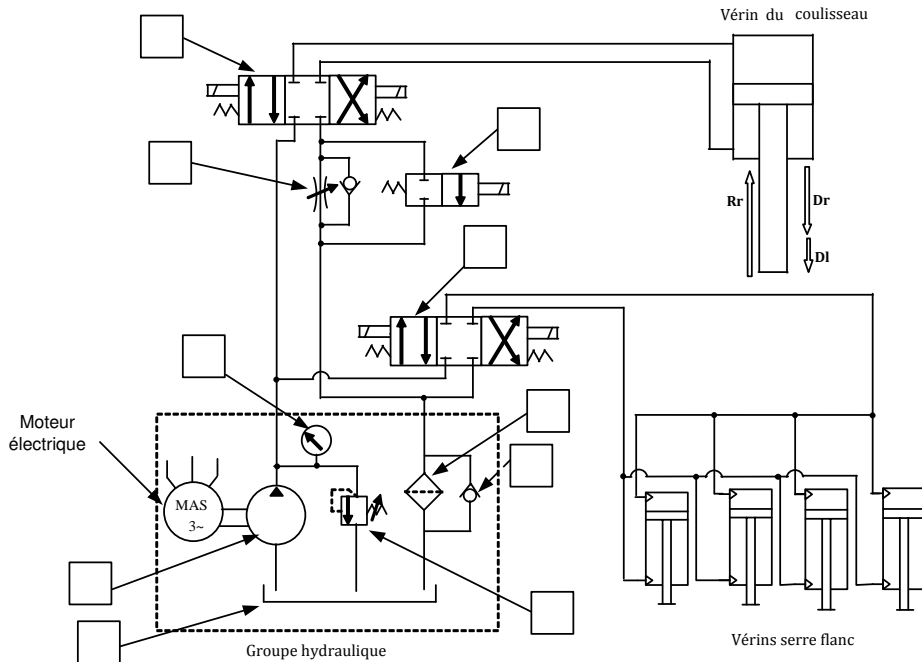 Vérin du coulisseau
Rr
Dr
Dl
Moteur
électrique
MAS
3~
Groupe hydraulique
Vérins serre flanc